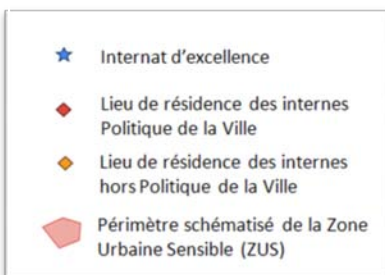 Internat d'excellence
Lieu de résidence des internes
Politique de la Ville
Lieu de résidence des internes
hors Politique de la Ville
Périmètre schématisé de la Zone
Urbaine Sensible (ZUS)